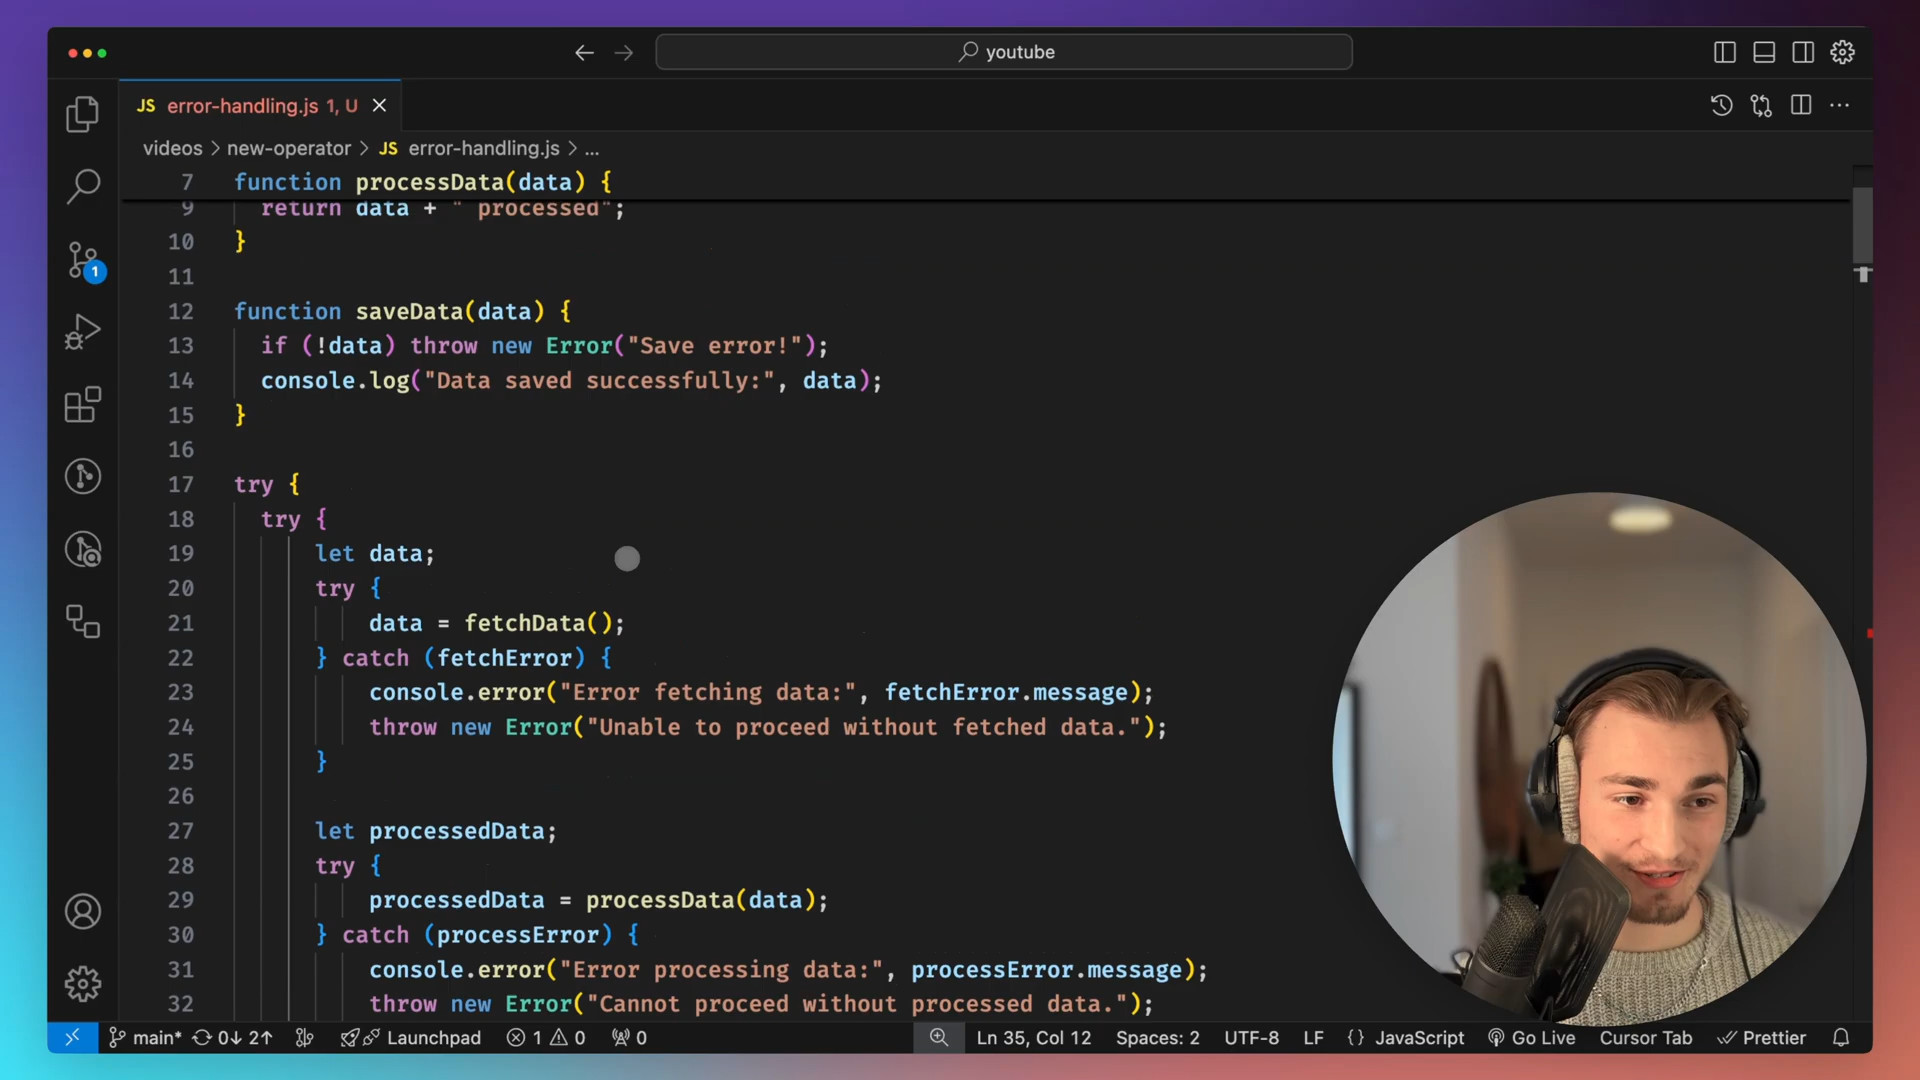 youtube
JS error-handling.js 1, U
videos > new-operator > JS error-handling.js > ...
7 function processData(data) {
9 return data + " processed";
10 }
11
12 function saveData(data) {
13 if (!data) throw new Error("Save error!");
14 console.log("Data saved successfully:", data);
15 }
16
17 try {
18 try {
19 let data;
20 try {
21 data = fetchData();
22 } catch (fetchError) {
23 console.error("Error fetching data:", fetchError.message);
24 throw new Error("Unable to proceed without fetched data.");
25 }
26
27 let processedData;
28 try {
29 processedData = processData(data);
30 } catch (processError) {
31 console.error("Error processing data:", processError.message);
32 throw new Error("Cannot proceed without processed data.");
1
main* 0↓ 2↑ Launchpad 1 0 0 Ln 35, Col 12 Spaces: 2 UTF-8 LF {} JavaScript Go Live Cursor Tab Prettier